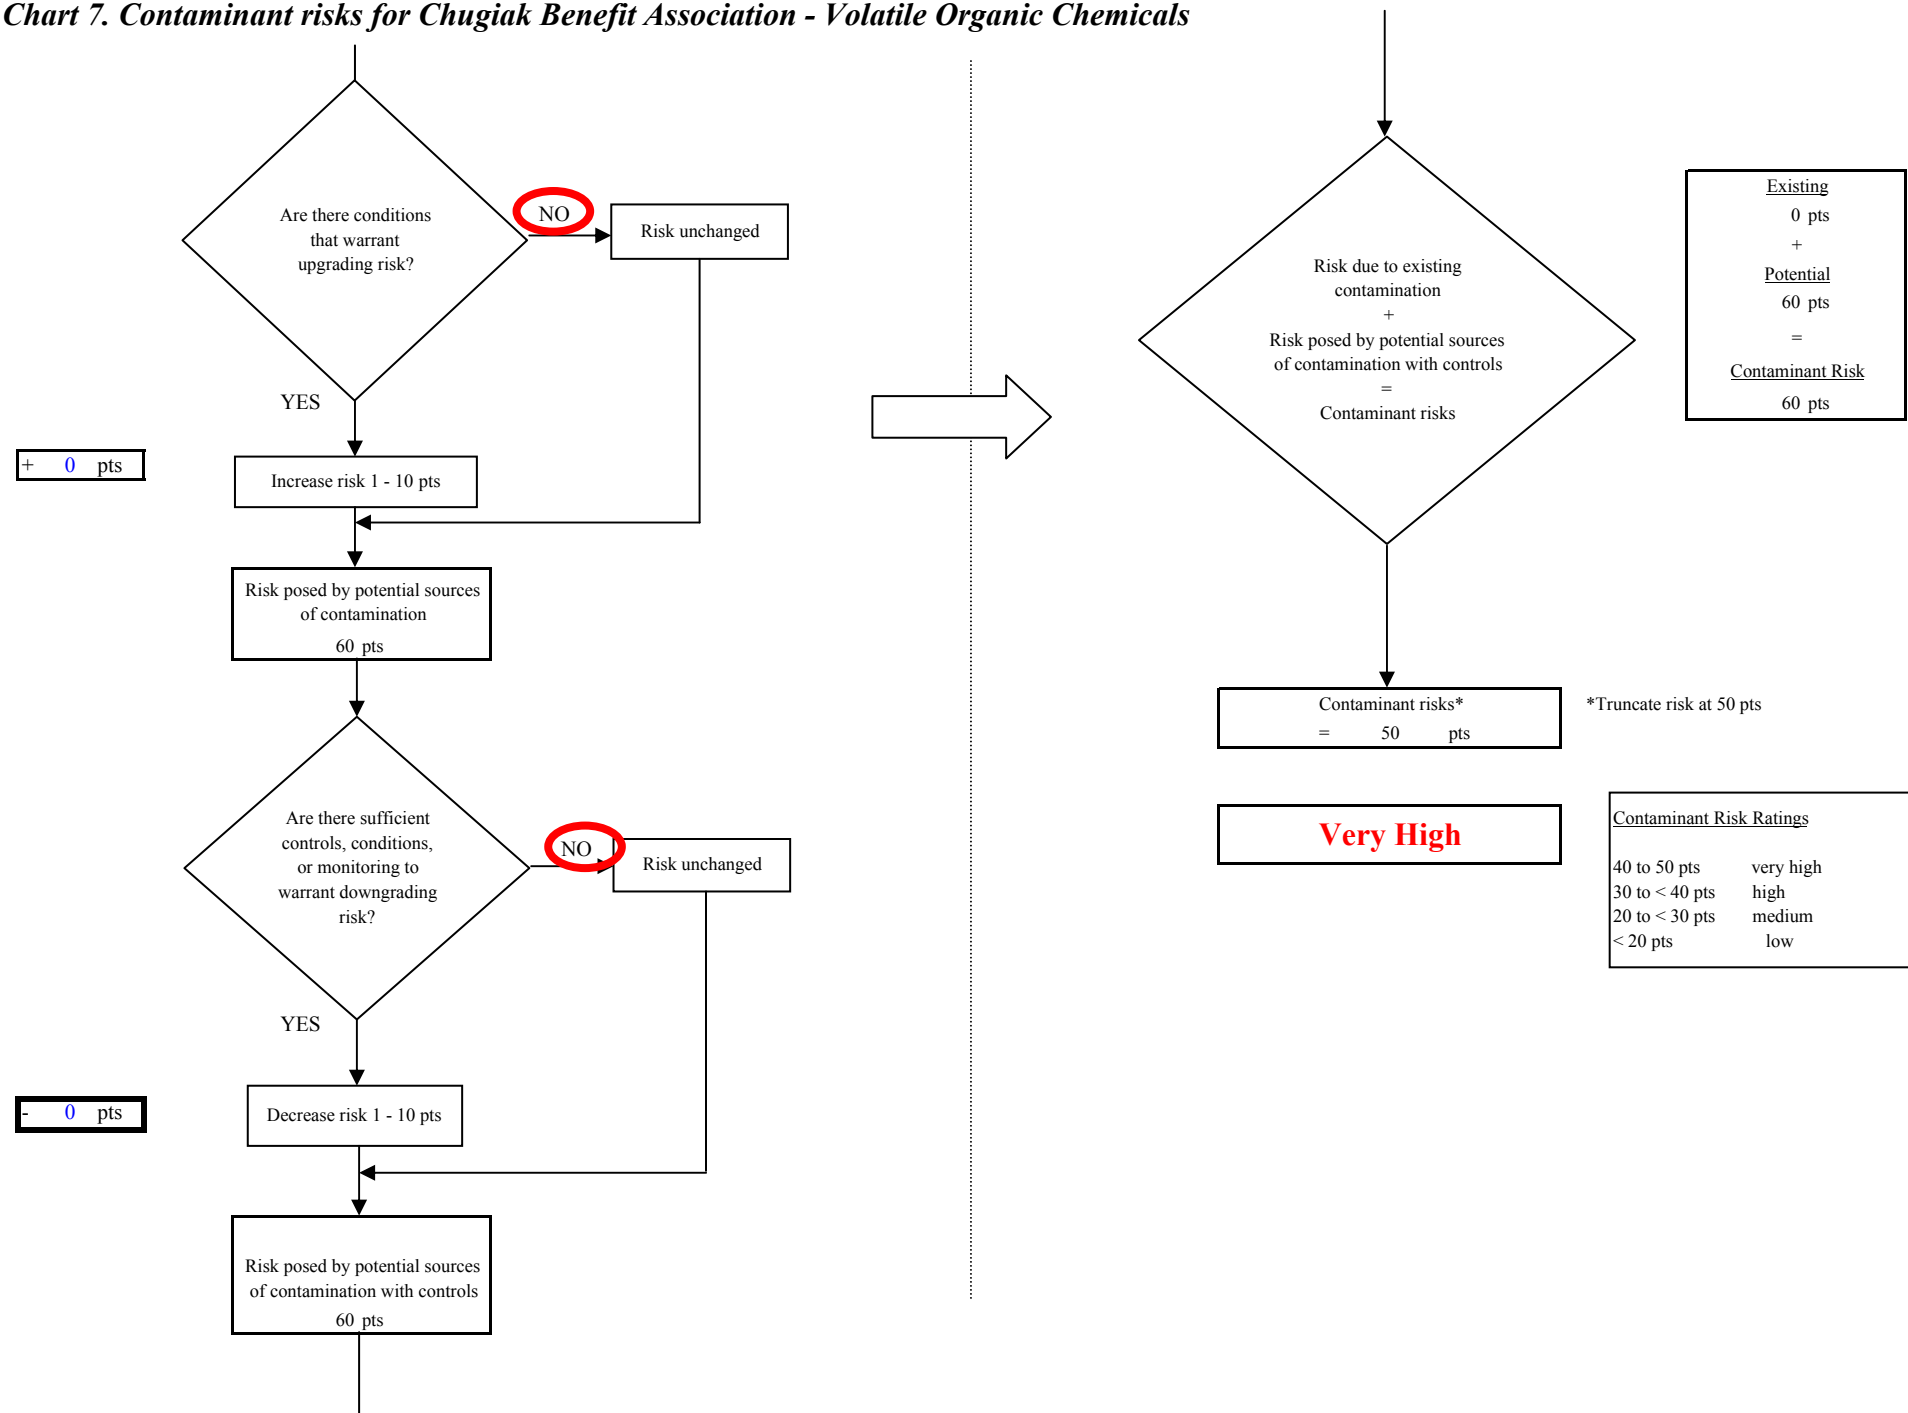 Chart 7. Contaminant risks for Chugiak Benefit Association - Volatile Organic Chemicals
Are there conditions
that warrant
upgrading risk?
NO
Risk unchanged
YES
+ 0 pts
Increase risk 1 - 10 pts
Risk posed by potential sources
of contamination
60 pts
Are there sufficient
controls, conditions,
or monitoring to
warrant downgrading
risk?
NO
Risk unchanged
YES
- 0 pts
Decrease risk 1 - 10 pts
Risk posed by potential sources
of contamination with controls
60 pts
Risk due to existing
contamination
+
Risk posed by potential sources
of contamination with controls
=
Contaminant risks
Existing
0 pts
+
Potential
60 pts
=
Contaminant Risk
60 pts
Contaminant risks*
= 50 pts
*Truncate risk at 50 pts
Very High
Contaminant Risk Ratings
40 to 50 pts very high
30 to < 40 pts high
20 to < 30 pts medium
< 20 pts low